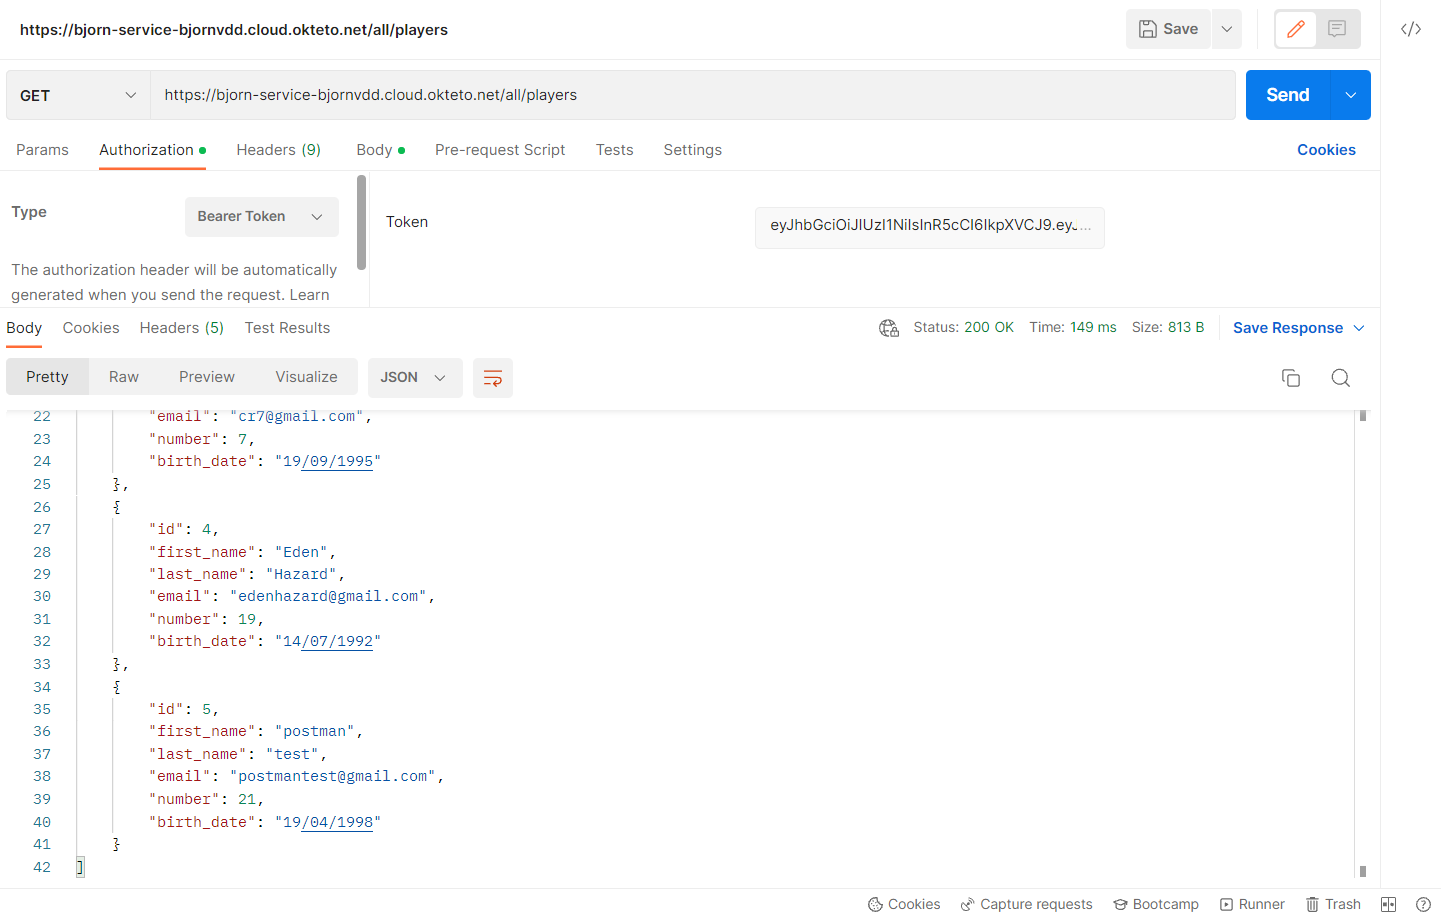 https://bjorn-service-bjornvdd.cloud.okteto.net/all/players
Save
GET
https://bjorn-service-bjornvdd.cloud.okteto.net/all/players
Send
Params Authorization Headers (9) Body Pre-request Script Tests Settings Cookies
Type
Bearer Token
Token
eyJhbGciOiJIUzI1NiIsInR5cCI6IkpXVCJ9.eyJ...
The authorization header will be automatically
generated when you send the request. Learn
Body Cookies Headers (5) Test Results
Status: 200 OK Time: 149 ms Size: 813 B Save Response
Pretty Raw Preview Visualize JSON
22 "email": "cr7@gmail.com",
23 "number": 7,
24 "birth_date": "19/09/1995"
25 },
26 {
27 "id": 4,
28 "first_name": "Eden",
29 "last_name": "Hazard",
30 "email": "edenhazard@gmail.com",
31 "number": 19,
32 "birth_date": "14/07/1992"
33 },
34 {
35 "id": 5,
36 "first_name": "postman",
37 "last_name": "test",
38 "email": "postmantest@gmail.com",
39 "number": 21,
40 "birth_date": "19/04/1998"
41 }
42 ]
Cookies Capture requests Bootcamp Runner Trash